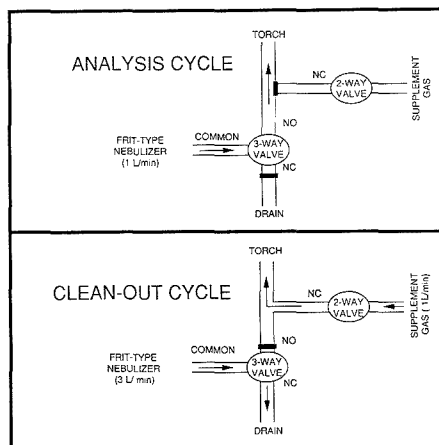 TORCH
ANALYSIS CYCLE
NC
2-WAY
VALVE
SUPPLEMENT
GAS
NO
FRIT-TYPE
NEBULIZER
(1 L/min)
COMMON
3-WAY
VALVE
NC
DRAIN
TORCH
CLEAN-OUT CYCLE
NC
2-WAY
VALVE
SUPPLEMENT
GAS ( 1L/min)
NO
FRIT-TYPE
NEBULIZER
(3 L/ min)
COMMON
3-WAY
VALVE
NC
DRAIN